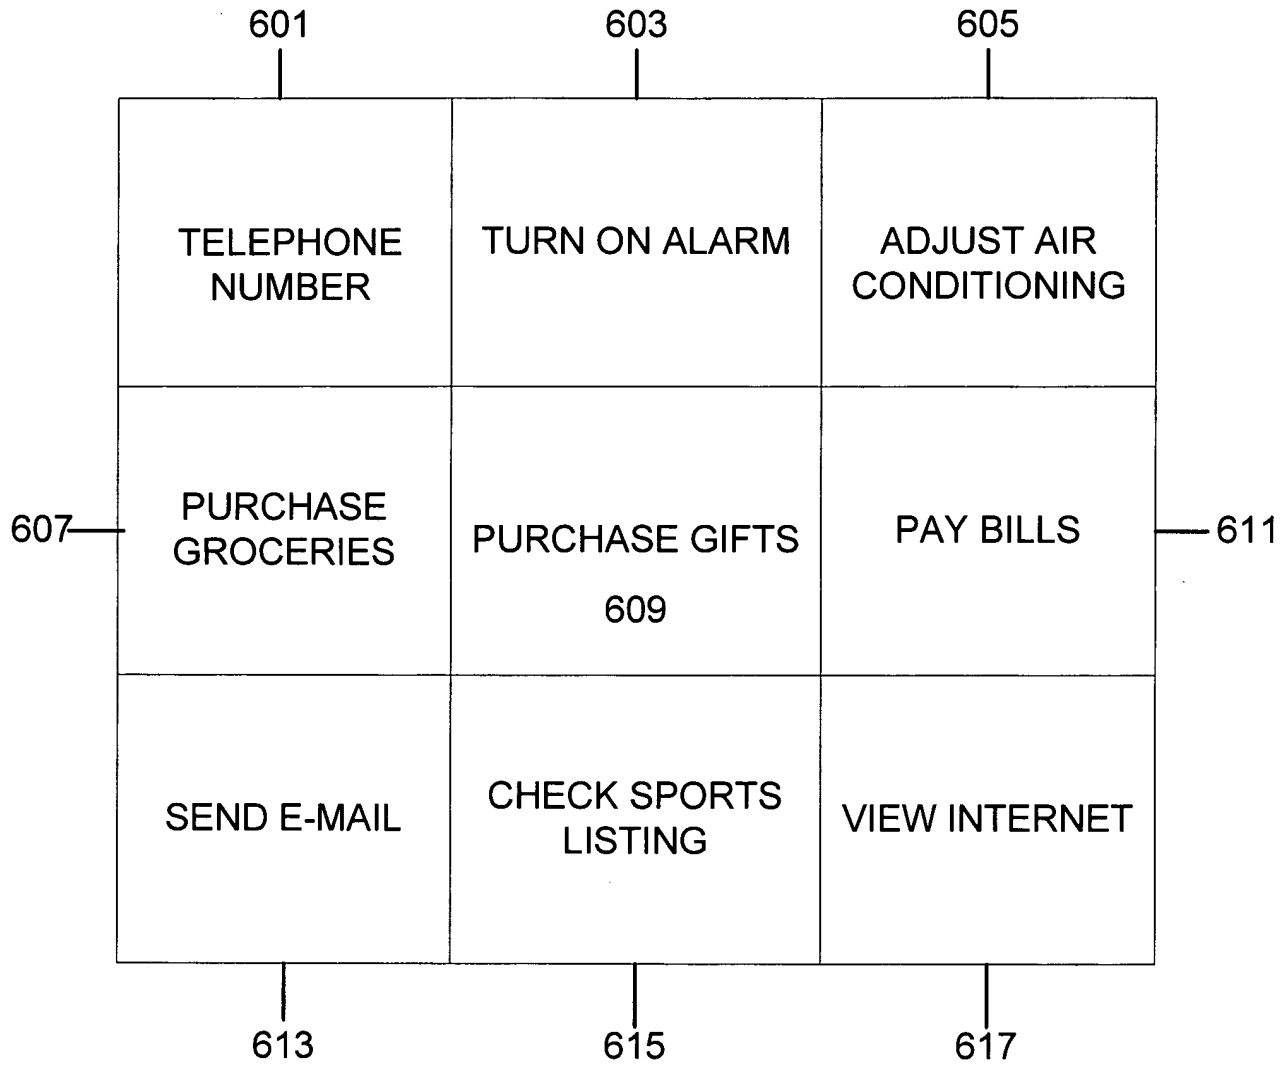 601
603
605
TELEPHONE
NUMBER
TURN ON ALARM
ADJUST AIR
CONDITIONING
607
PURCHASE
GROCERIES
PURCHASE GIFTS
609
PAY BILLS
611
SEND E-MAIL
CHECK SPORTS
LISTING
VIEW INTERNET
613
615
617